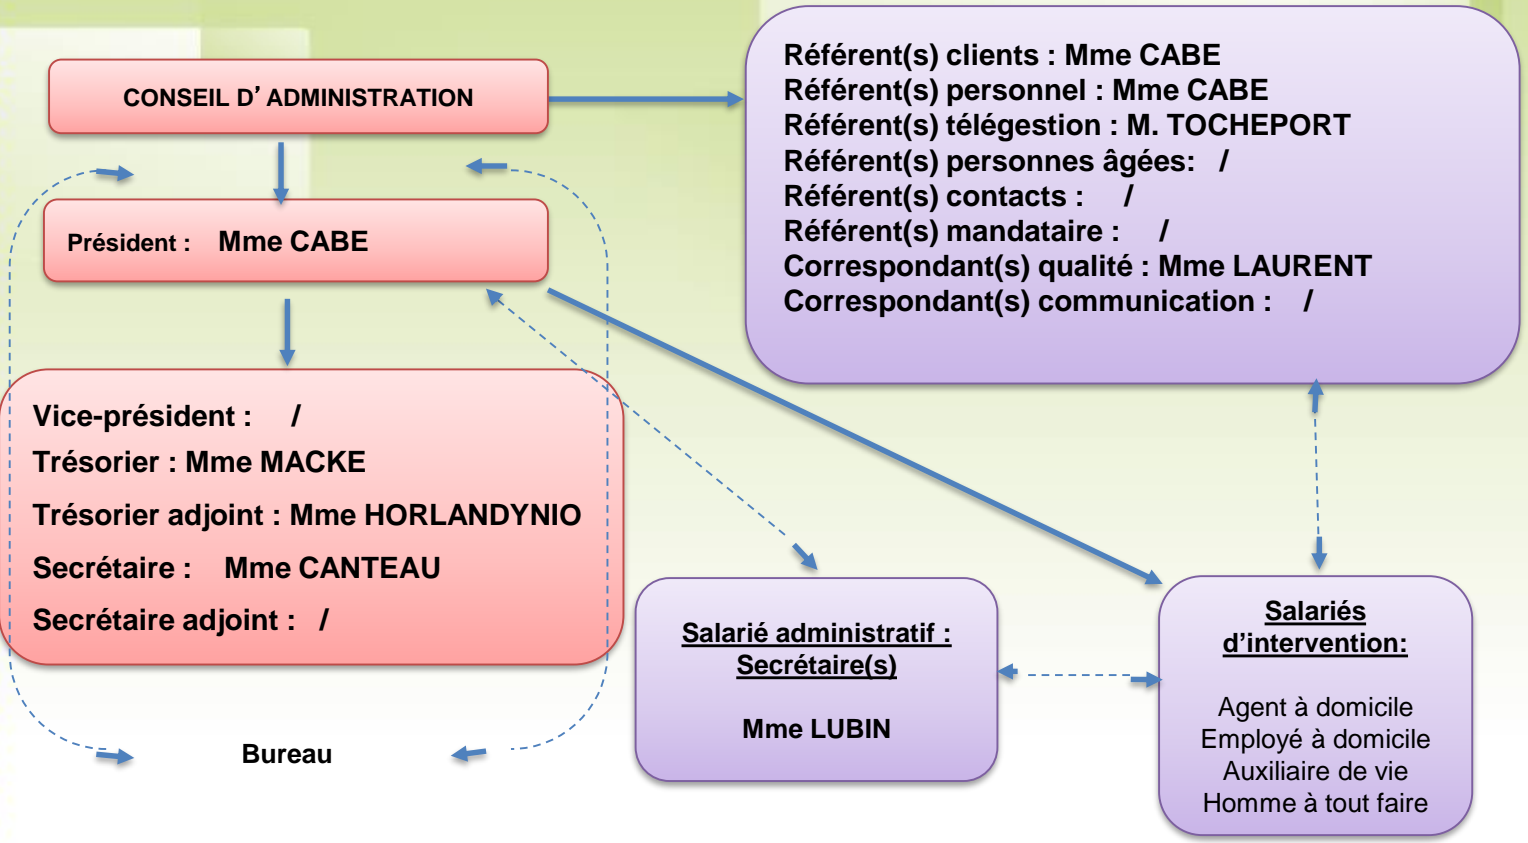 CONSEIL D’ ADMINISTRATION
Président : Mme CABE
Vice-président : /
Trésorier : Mme MACKE
Trésorier adjoint : Mme HORLANDYNIO
Secrétaire : Mme CANTEAU
Secrétaire adjoint : /
Bureau
Référent(s) clients : Mme CABE
Référent(s) personnel : Mme CABE
Référent(s) télégestion : M. TOCHEPORT
Référent(s) personnes âgées: /
Référent(s) contacts : /
Référent(s) mandataire : /
Correspondant(s) qualité : Mme LAURENT
Correspondant(s) communication : /
Salarié administratif :
Secrétaire(s)
Mme LUBIN
Salariés
d’intervention:
Agent à domicile
Employé à domicile
Auxiliaire de vie
Homme à tout faire